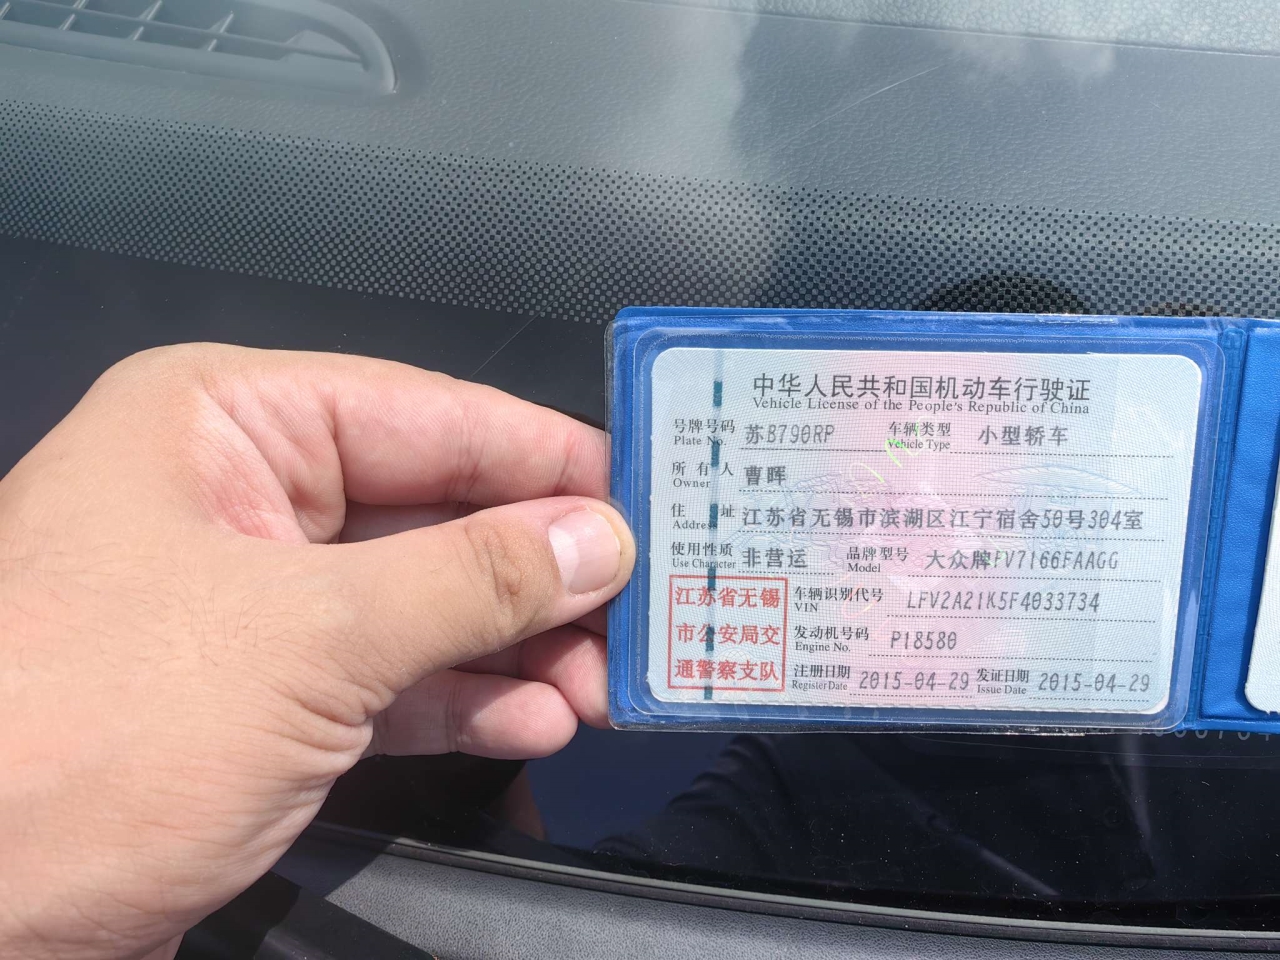 中华人民共和国机动车行驶证
Vehicle License of the People's Republic of China
号牌号码 苏B790RP 车辆类型 小型轿车
Plate No. Vehicle Type
所有人 曹晖
Owner
住址 江苏省无锡市滨湖区江宁宿舍50号304室
Address
使用性质 非营运 品牌型号 大众牌FV7166FAAGG
Use Character Model
江苏省无锡
市公安局交
通警察支队
车辆识别代号 LFV2A21K5F4033734
VIN
发动机号码 P18580
Engine No.
注册日期 2015-04-29 发证日期 2015-04-29
Register Date Issue Date